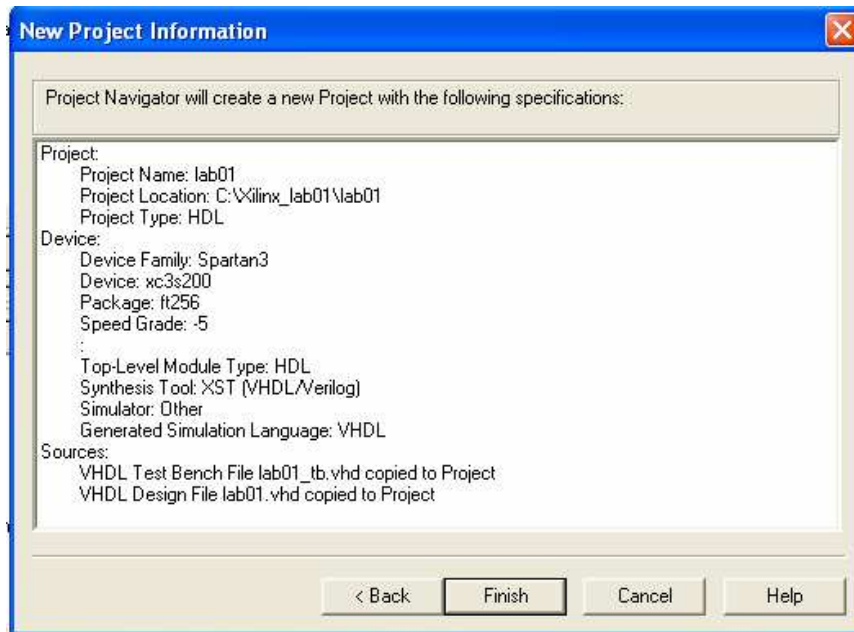 New Project Information
Project Navigator will create a new Project with the following specifications:
Project:
Project Name: lab01
Project Location: C:\Xilinx_lab01\lab01
Project Type: HDL
Device:
Device Family: Spartan3
Device: xc3s200
Package: ft256
Speed Grade: -5
:
Top-Level Module Type: HDL
Synthesis Tool: XST (VHDL/Verilog)
Simulator: Other
Generated Simulation Language: VHDL
Sources:
VHDL Test Bench File lab01_tb.vhd copied to Project
VHDL Design File lab01.vhd copied to Project
< Back
Finish
Cancel
Help